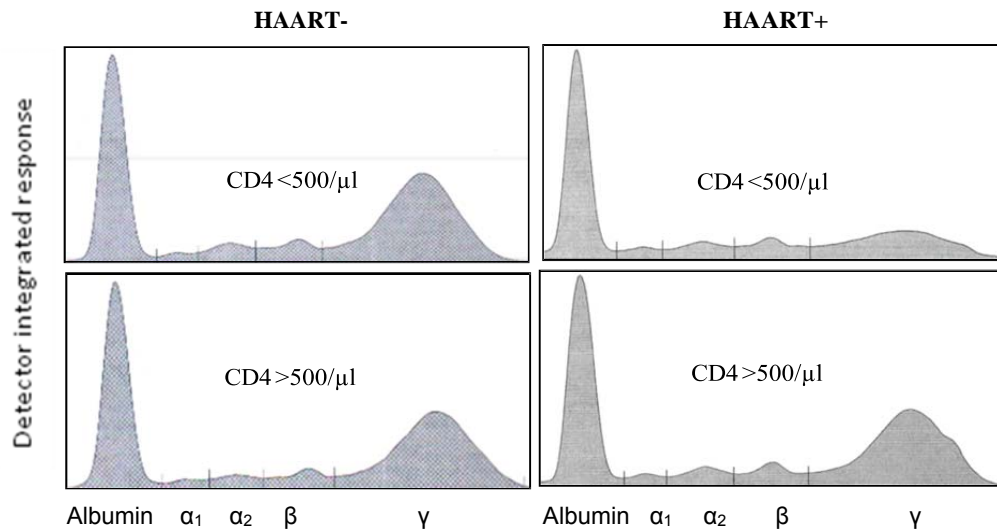 HAART-
HAART+
Detector integrated response
CD4 <500/µl
CD4 <500/µl
CD4 >500/µl
CD4 >500/µl
Albumin α₁ α₂ β γ
Albumin α₁ α₂ β γ